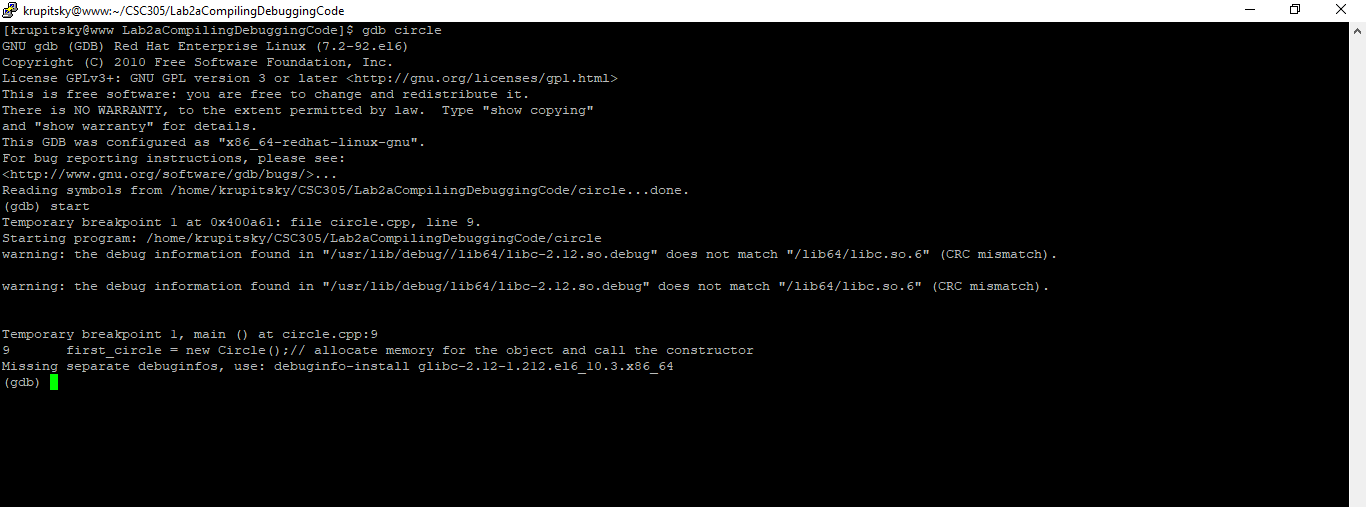 krupitsky@www:~/CSC305/Lab2aCompilingDebuggingCode
[krupitsky@www Lab2aCompilingDebuggingCode]$ gdb circle
GNU gdb (GDB) Red Hat Enterprise Linux (7.2-92.el6)
Copyright (C) 2010 Free Software Foundation, Inc.
License GPLv3+: GNU GPL version 3 or later <http://gnu.org/licenses/gpl.html>
This is free software: you are free to change and redistribute it.
There is NO WARRANTY, to the extent permitted by law.  Type "show copying"
and "show warranty" for details.
This GDB was configured as "x86_64-redhat-linux-gnu".
For bug reporting instructions, please see:
<http://www.gnu.org/software/gdb/bugs/>...
Reading symbols from /home/krupitsky/CSC305/Lab2aCompilingDebuggingCode/circle...done.
(gdb) start
Temporary breakpoint 1 at 0x400a61: file circle.cpp, line 9.
Starting program: /home/krupitsky/CSC305/Lab2aCompilingDebuggingCode/circle
warning: the debug information found in "/usr/lib/debug//lib64/libc-2.12.so.debug" does not match "/lib64/libc.so.6" (CRC mismatch).
warning: the debug information found in "/usr/lib/debug/lib64/libc-2.12.so.debug" does not match "/lib64/libc.so.6" (CRC mismatch).
Temporary breakpoint 1, main () at circle.cpp:9
9       first_circle = new Circle();// allocate memory for the object and call the constructor
Missing separate debuginfos, use: debuginfo-install glibc-2.12-1.212.el6_10.3.x86_64
(gdb)